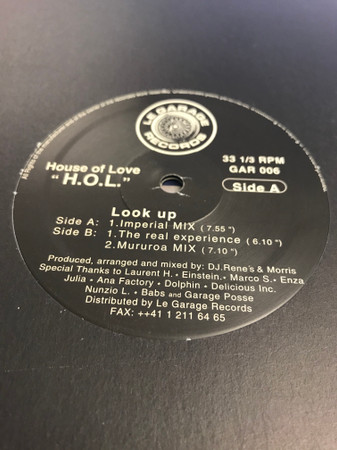 LE GARAGE
RECORDS
House of Love
" H.O.L."
33 1/3 RPM
GAR 006
Side A
Look up
Side A: 1.Imperial MIX ( 7.55 ")
Side B: 1.The real experience ( 6.10 ")
2.Mururoa MIX ( 7.10 ")
Produced, arranged and mixed by: DJ.Rene's & Morris
Special Thanks to Laurent H. • Einstein. • Marco S. • Enza
Julia • Ana Factory • Dolphin • Delicious Inc.
Nunzio L. • Babs and Garage Posse
Distributed by Le Garage Records
FAX: ++41 1 211 64 65